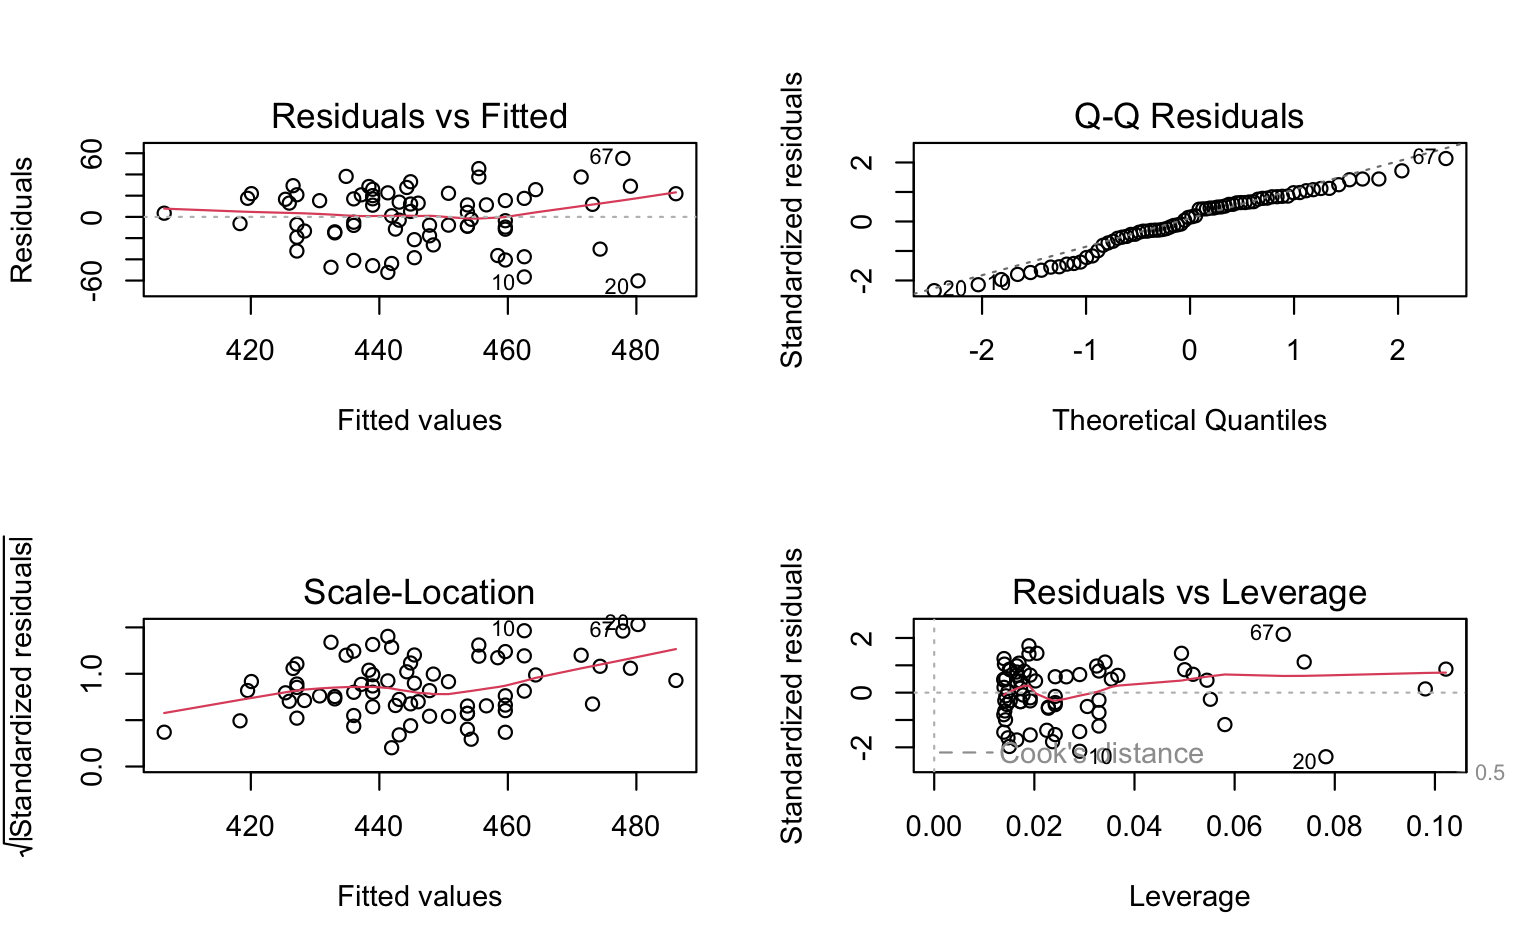 Residuals vs Fitted
Residuals
60
0
-60
67
10
20
420 440 460 480
Fitted values
Q-Q Residuals
Standardized residuals
2
0
-2
67
20
10
-2 -1 0 1 2
Theoretical Quantiles
Scale-Location
√|Standardized residuals|
1.0
0.0
10
67
20
420 440 460 480
Fitted values
Residuals vs Leverage
Standardized residuals
2
0
-2
67
Cook's distance
10
20
0.5
0.00 0.02 0.04 0.06 0.08 0.10
Leverage